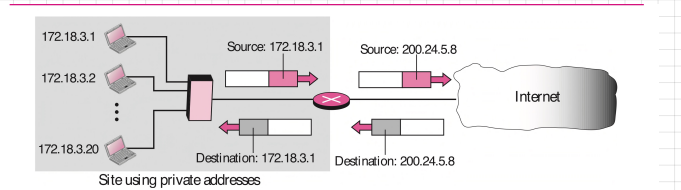 172.18.3.1
Source: 172.18.3.1
Source: 200.24.5.8
172.18.3.2
Internet
172.18.3.20
Destination: 172.18.3.1
Destination: 200.24.5.8
Site using private addresses